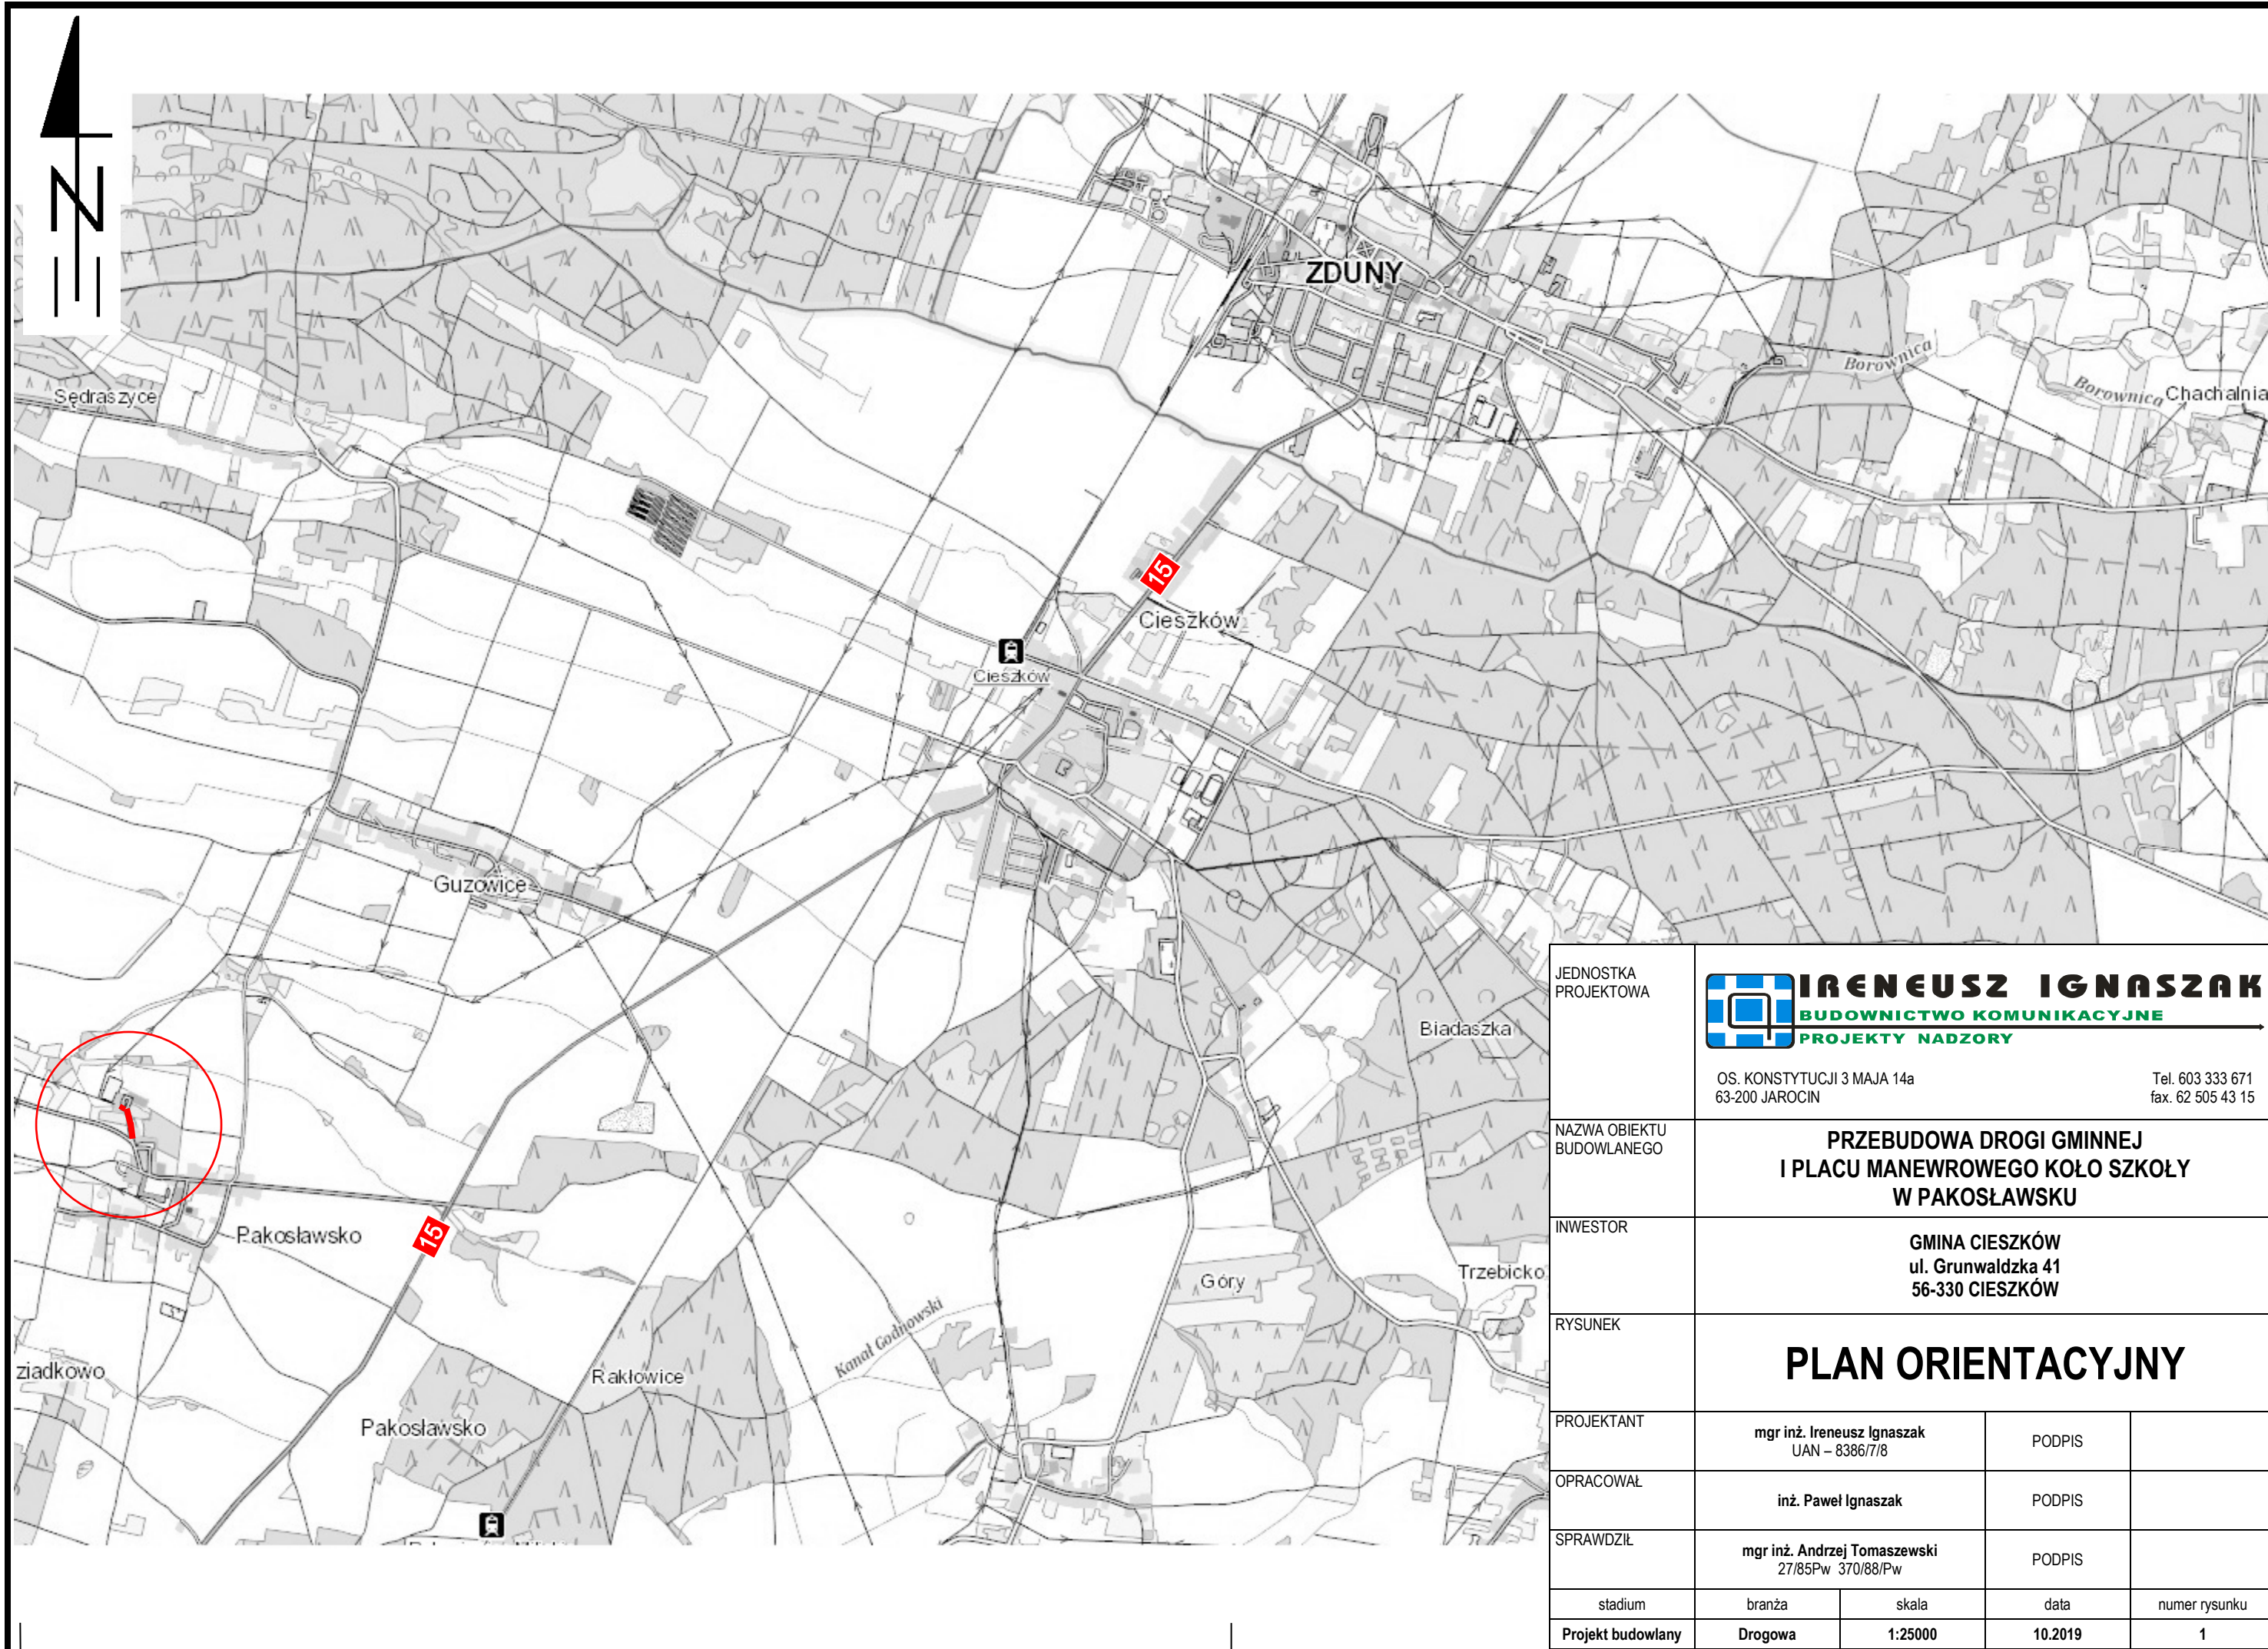 N
ZDUNY
Borownica
Borownica
Chachalnia
Sędraszyce
15
Cieszków
Cieszków
Guzowice
Biadaszka
Pakosławsko
15
Góry
Trzebicko
Kanał Godnowski
ziadkowo
Rakłowice
Pakosławsko
JEDNOSTKA
PROJEKTOWA
IRENEUSZ IGNASZAK
BUDOWNICTWO KOMUNIKACYJNE
PROJEKTY NADZORY
OS. KONSTYTUCJI 3 MAJA 14a
63-200 JAROCIN
Tel. 603 333 671
fax. 62 505 43 15
NAZWA OBIEKTU
BUDOWLANEGO
PRZEBUDOWA DROGI GMINNEJ
I PLACU MANEWROWEGO KOŁO SZKOŁY
W PAKOSŁAWSKU
INWESTOR
GMINA CIESZKÓW
ul. Grunwaldzka 41
56-330 CIESZKÓW
RYSUNEK
PLAN ORIENTACYJNY
PROJEKTANT
mgr inż. Ireneusz Ignaszak
UAN – 8386/7/8
PODPIS
OPRACOWAŁ
inż. Paweł Ignaszak
PODPIS
SPRAWDZIŁ
mgr inż. Andrzej Tomaszewski
27/85Pw 370/88/Pw
PODPIS
stadium branża skala data numer rysunku
Projekt budowlany Drogowa 1:25000 10.2019 1